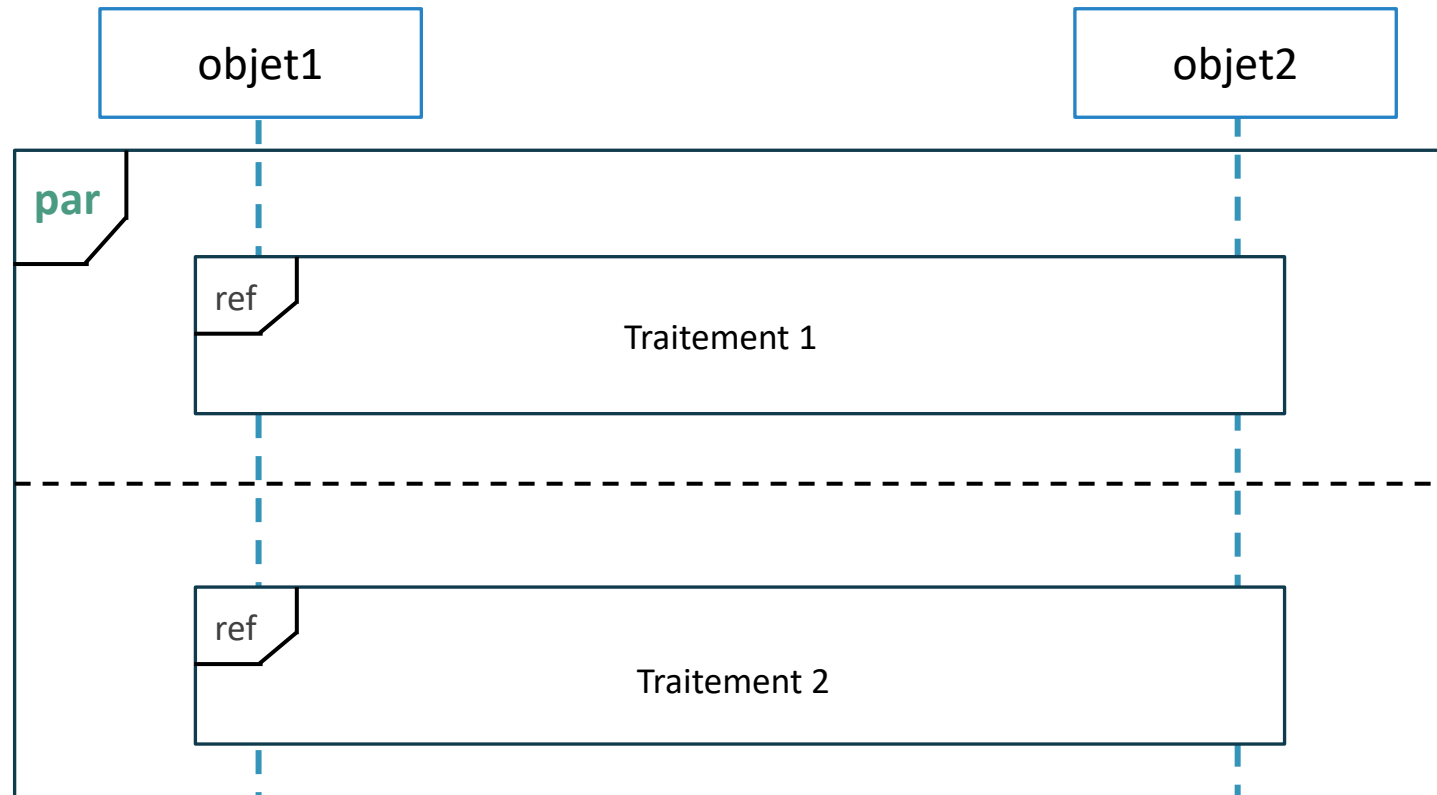 objet1
objet2
par
ref
Traitement 1
ref
Traitement 2